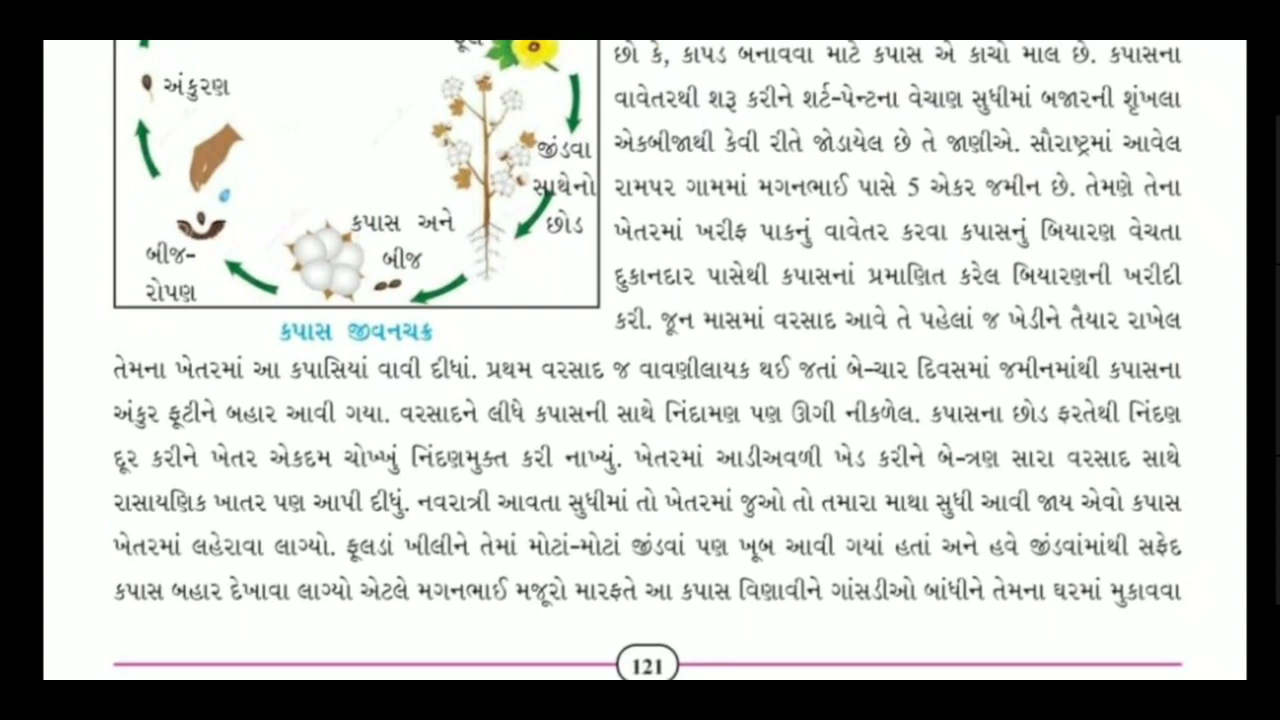 અંકુરણ
બીજ-
રોપણ
કપાસ અને
બીજ
જીંડવા
સાથેનો
છોડ
કપાસ જીવનચક્ર
છો કે, કાપડ બનાવવા માટે કપાસ એ કાચો માલ છે. કપાસના
વાવેતરથી શરૂ કરીને શર્ટ-પેન્ટના વેચાણ સુધીમાં બજારની શૃંખલા
એકબીજાથી કેવી રીતે જોડાયેલ છે તે જાણીએ. સૌરાષ્ટ્રમાં આવેલ
રામપર ગામમાં મગનભાઈ પાસે 5 એકર જમીન છે. તેમણે તેના
ખેતરમાં ખરીફ પાકનું વાવેતર કરવા કપાસનું બિયારણ વેચતા
દુકાનદાર પાસેથી કપાસનાં પ્રમાણિત કરેલ બિયારણની ખરીદી
કરી. જૂન માસમાં વરસાદ આવે તે પહેલાં જ ખેડીને તૈયાર રાખેલ
તેમના ખેતરમાં આ કપાસિયાં વાવી દીધાં. પ્રથમ વરસાદ જ વાવણીલાયક થઈ જતાં બે-ચાર દિવસમાં જમીનમાંથી કપાસના
અંકુર ફૂટીને બહાર આવી ગયા. વરસાદને લીધે કપાસની સાથે નિંદામણ પણ ઊગી નીકળેલ. કપાસના છોડ ફરતેથી નિંદણ
દૂર કરીને ખેતર એકદમ ચોખ્ખું નિંદણમુક્ત કરી નાખ્યું. ખેતરમાં આડીઅવળી ખેડ કરીને બે-ત્રણ સારા વરસાદ સાથે
રાસાયણિક ખાતર પણ આપી દીધું. નવરાત્રી આવતા સુધીમાં તો ખેતરમાં જુઓ તો તમારા માથા સુધી આવી જાય એવો કપાસ
ખેતરમાં લહેરાવા લાગ્યો. ફૂલડાં ખીલીને તેમાં મોટાં-મોટાં જીંડવાં પણ ખૂબ આવી ગયાં હતાં અને હવે જીંડવાંમાંથી સફેદ
કપાસ બહાર દેખાવા લાગ્યો એટલે મગનભાઈ મજૂરો મારફતે આ કપાસ વિણાવીને ગાંસડીઓ બાંધીને તેમના ઘરમાં મુકાવવા
121